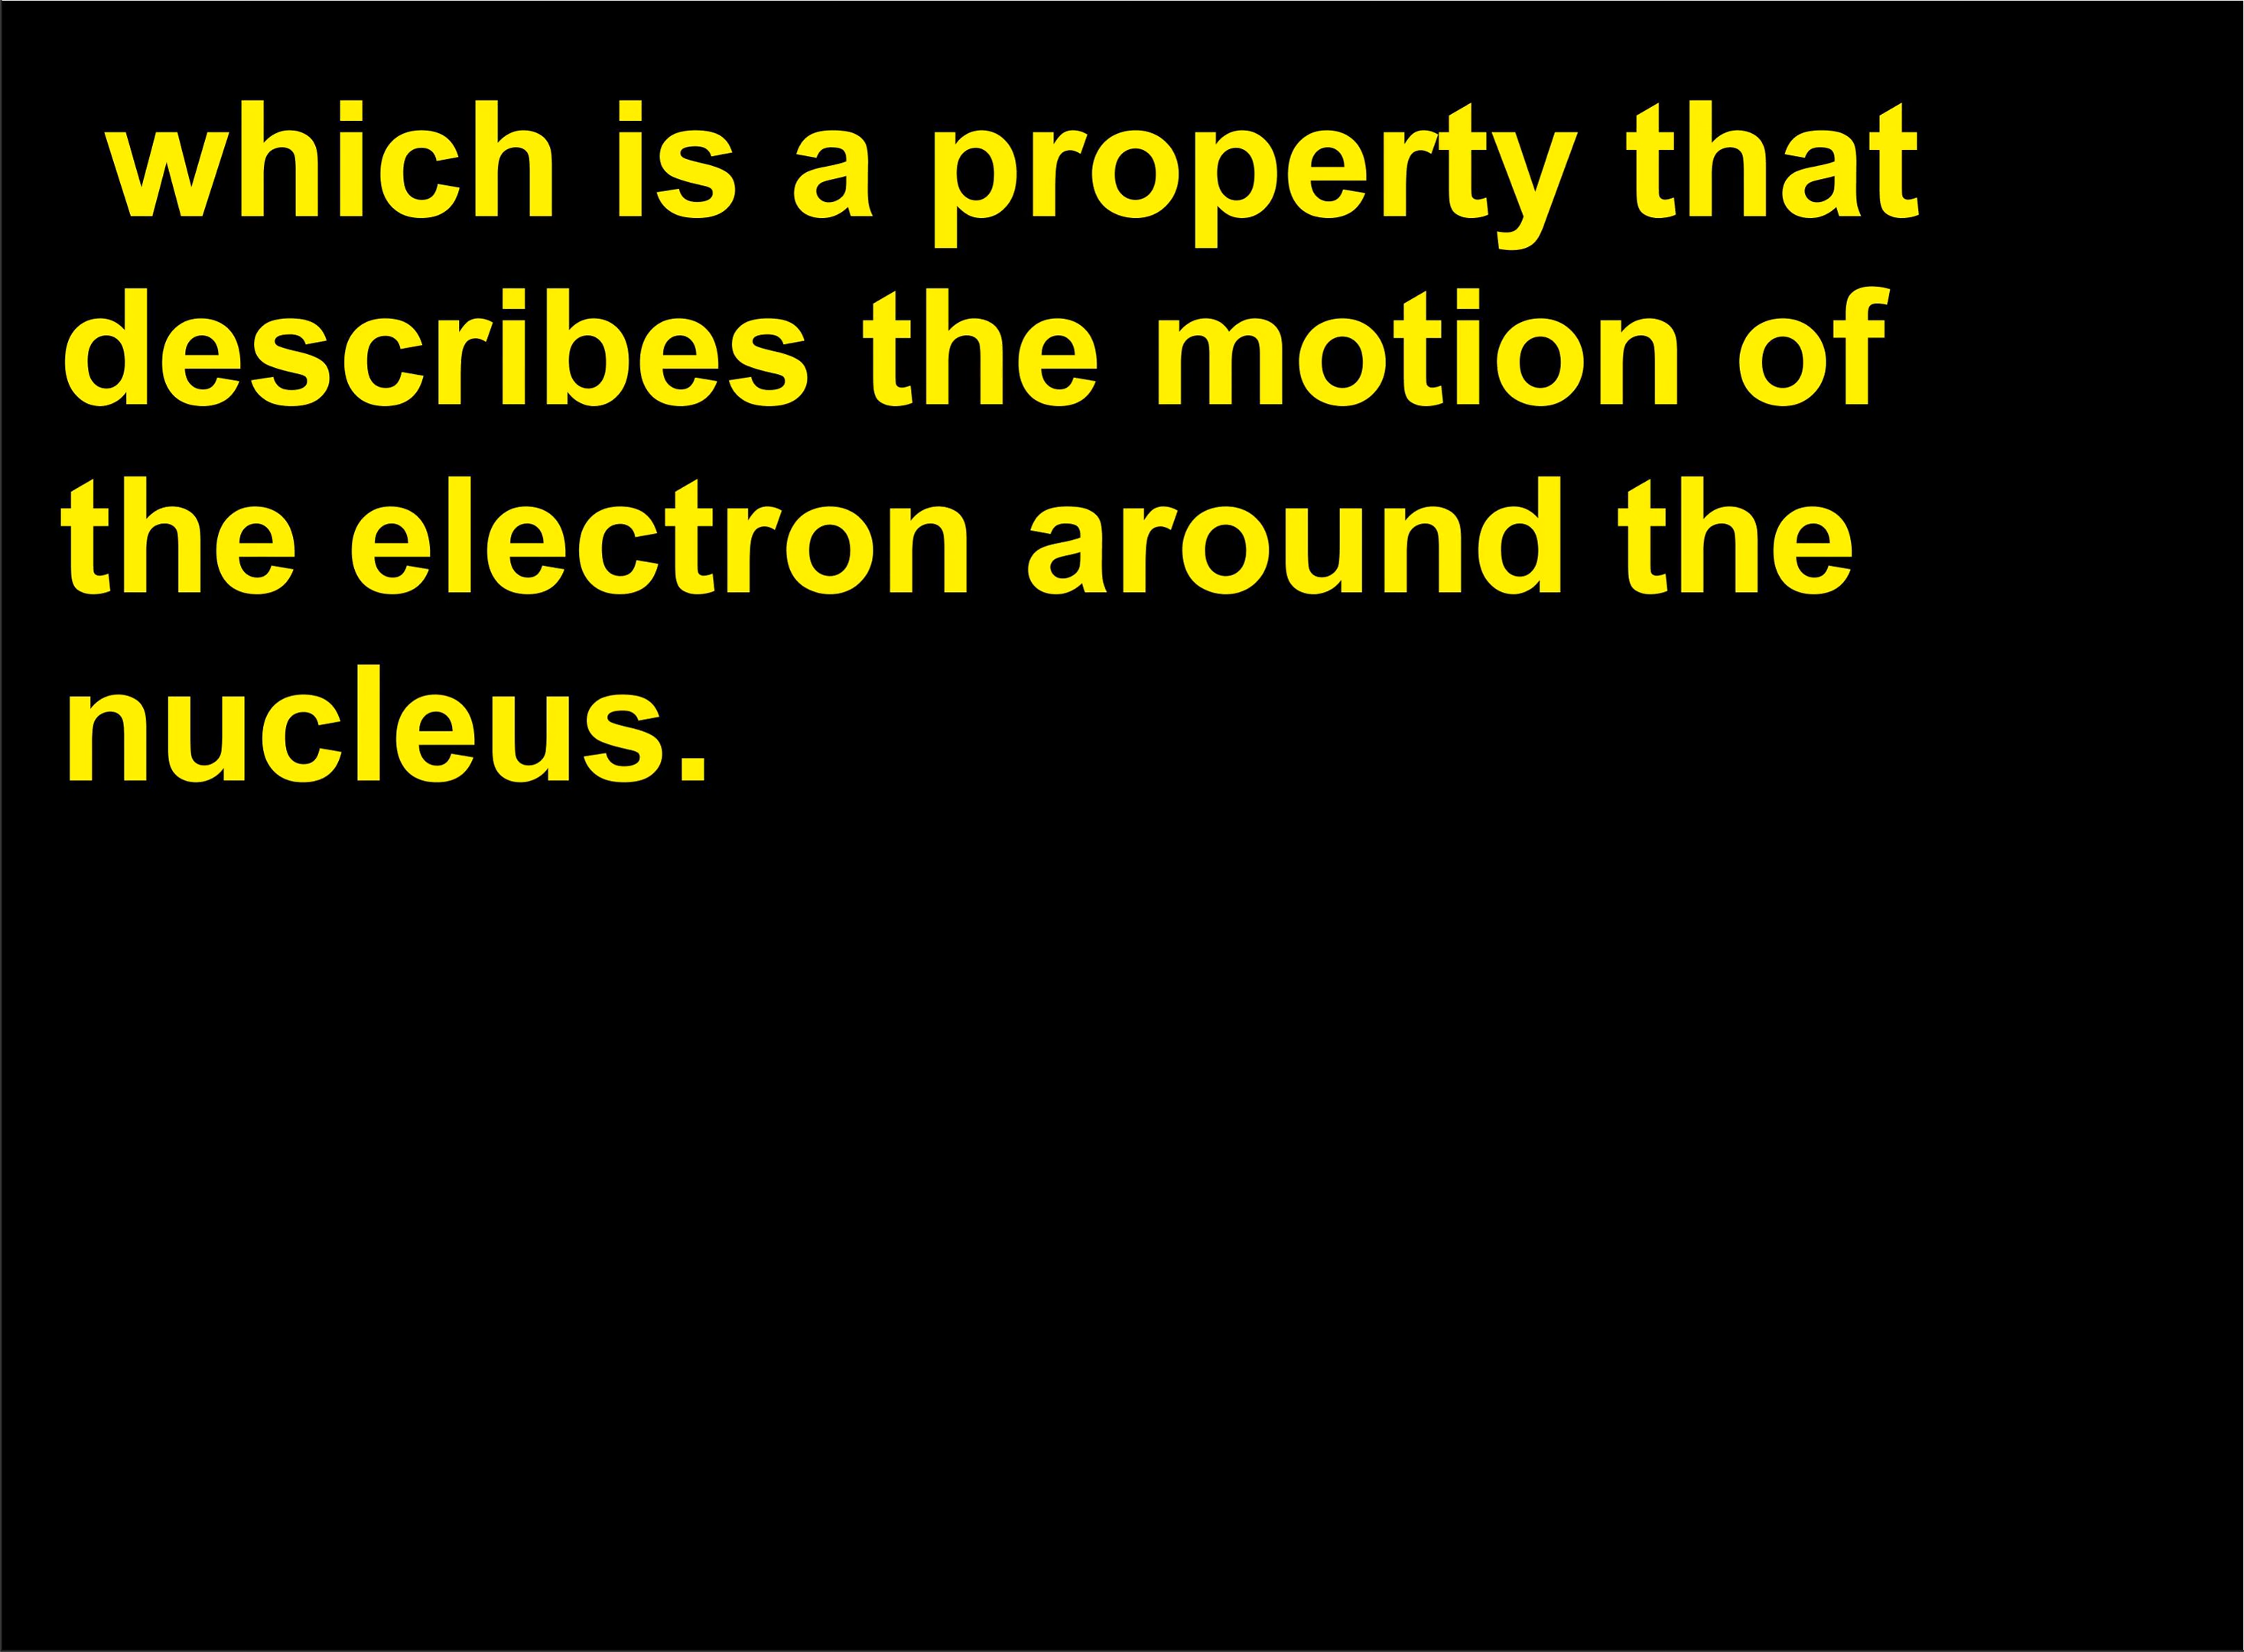 which is a property that
describes the motion of
the electron around the
nucleus.